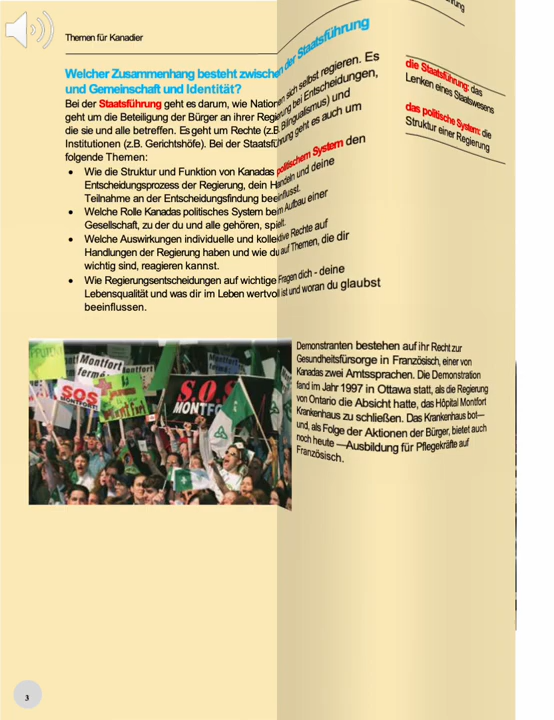 Themen für Kanadier
Welcher Zusammenhang besteht zwischen der Staatsführung
und Gemeinschaft und Identität?
Bei der Staatsführung geht es darum, wie Nationen sich selbst regieren. Es
geht um die Beteiligung der Bürger an ihrer Regierung bei Entscheidungen,
die sie und alle betreffen. Es geht um Rechte (z.B. Bilingualismus) und
Institutionen (z.B. Gerichtshöfe). Bei der Staatsführung geht es auch um
folgende Themen:
• Wie die Struktur und Funktion von Kanadas politischem System den
Entscheidungsprozess der Regierung, dein Handeln und deine
Teilnahme an der Entscheidungsfindung beeinflusst.
• Welche Rolle Kanadas politisches System beim Aufbau einer
Gesellschaft, zu der du und alle gehören, spielt.
• Welche Auswirkungen individuelle und kollektive Rechte auf
Handlungen der Regierung haben und wie du auf Themen, die dir
wichtig sind, reagieren kannst.
• Wie Regierungsentscheidungen auf wichtige Fragen dich - deine
Lebensqualität und was dir im Leben wertvoll ist und woran du glaubst
beeinflussen.
die Staatsführung: das
Lenken eines Staatswesens
das politische System: die
Struktur einer Regierung
Montfort
fermé
SOS
MONTFORT
S.O.S
MONTFORT
Demonstranten bestehen auf ihr Recht zur
Gesundheitsfürsorge in Französisch, einer von
Kanadas zwei Amtssprachen. Die Demonstration
fand im Jahr 1997 in Ottawa statt, als die Regierung
von Ontario die Absicht hatte, das Hôpital Montfort
Krankenhaus zu schließen. Das Krankenhaus bot—
und, als Folge der Aktionen der Bürger, bietet auch
noch heute —Ausbildung für Pflegekräfte auf
Französisch.
3